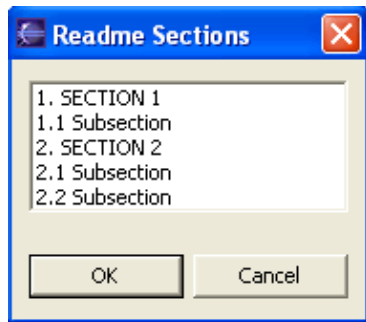 Readme Sections
1. SECTION 1
1.1 Subsection
2. SECTION 2
2.1 Subsection
2.2 Subsection
OK Cancel